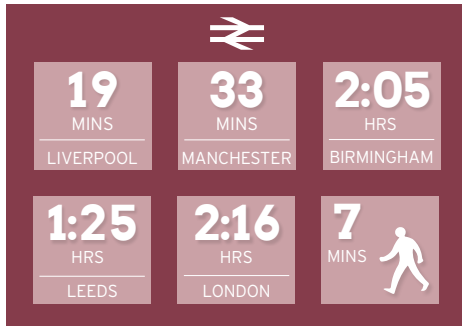 19
MINS
LIVERPOOL
33
MINS
MANCHESTER
2:05
HRS
BIRMINGHAM
1:25
HRS
LEEDS
2:16
HRS
LONDON
7
MINS